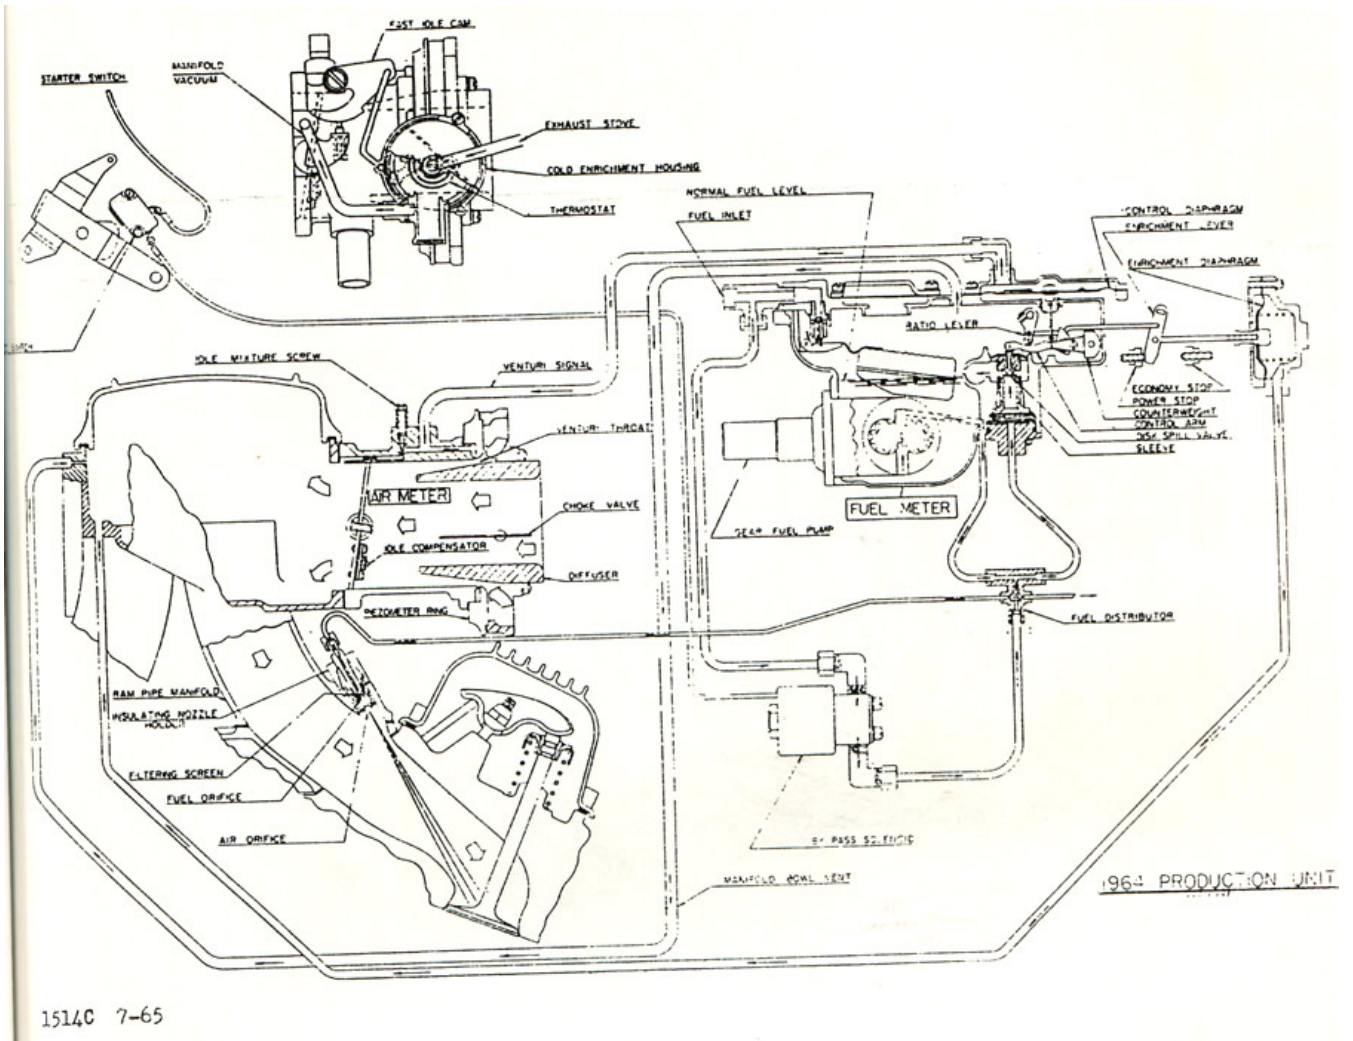 FAST IDLE CAM
MANIFOLD
VACUUM
STARTER SWITCH
EXHAUST STOVE
COLD ENRICHMENT HOUSING
THERMOSTAT
NORMAL FUEL LEVEL
FUEL INLET
CONTROL DIAPHRAGM
ENRICHMENT LEVER
ENRICHMENT DIAPHRAGM
RATIO LEVER
IDLE MIXTURE SCREW
VENTURI SIGNAL
ECONOMY STOP
POWER STOP
COUNTERWEIGHT
CONTROL ARM
DISK SPILL VALVE
SLEEVE
VENTURI THROAT
AIR METER
CHOKE VALVE
FUEL METER
GEAR FUEL PUMP
IDLE COMPENSATOR
DIFFUSER
PIEZOMETER RING
FUEL DISTRIBUTOR
RAM PIPE MANIFOLD
INSULATING NOZZLE
HOLDER
FILTERING SCREEN
FUEL ORIFICE
AIR ORIFICE
BY PASS SOLENOID
MANIFOLD BOWL VENT
1964 PRODUCTION UNIT
1514C 7-65